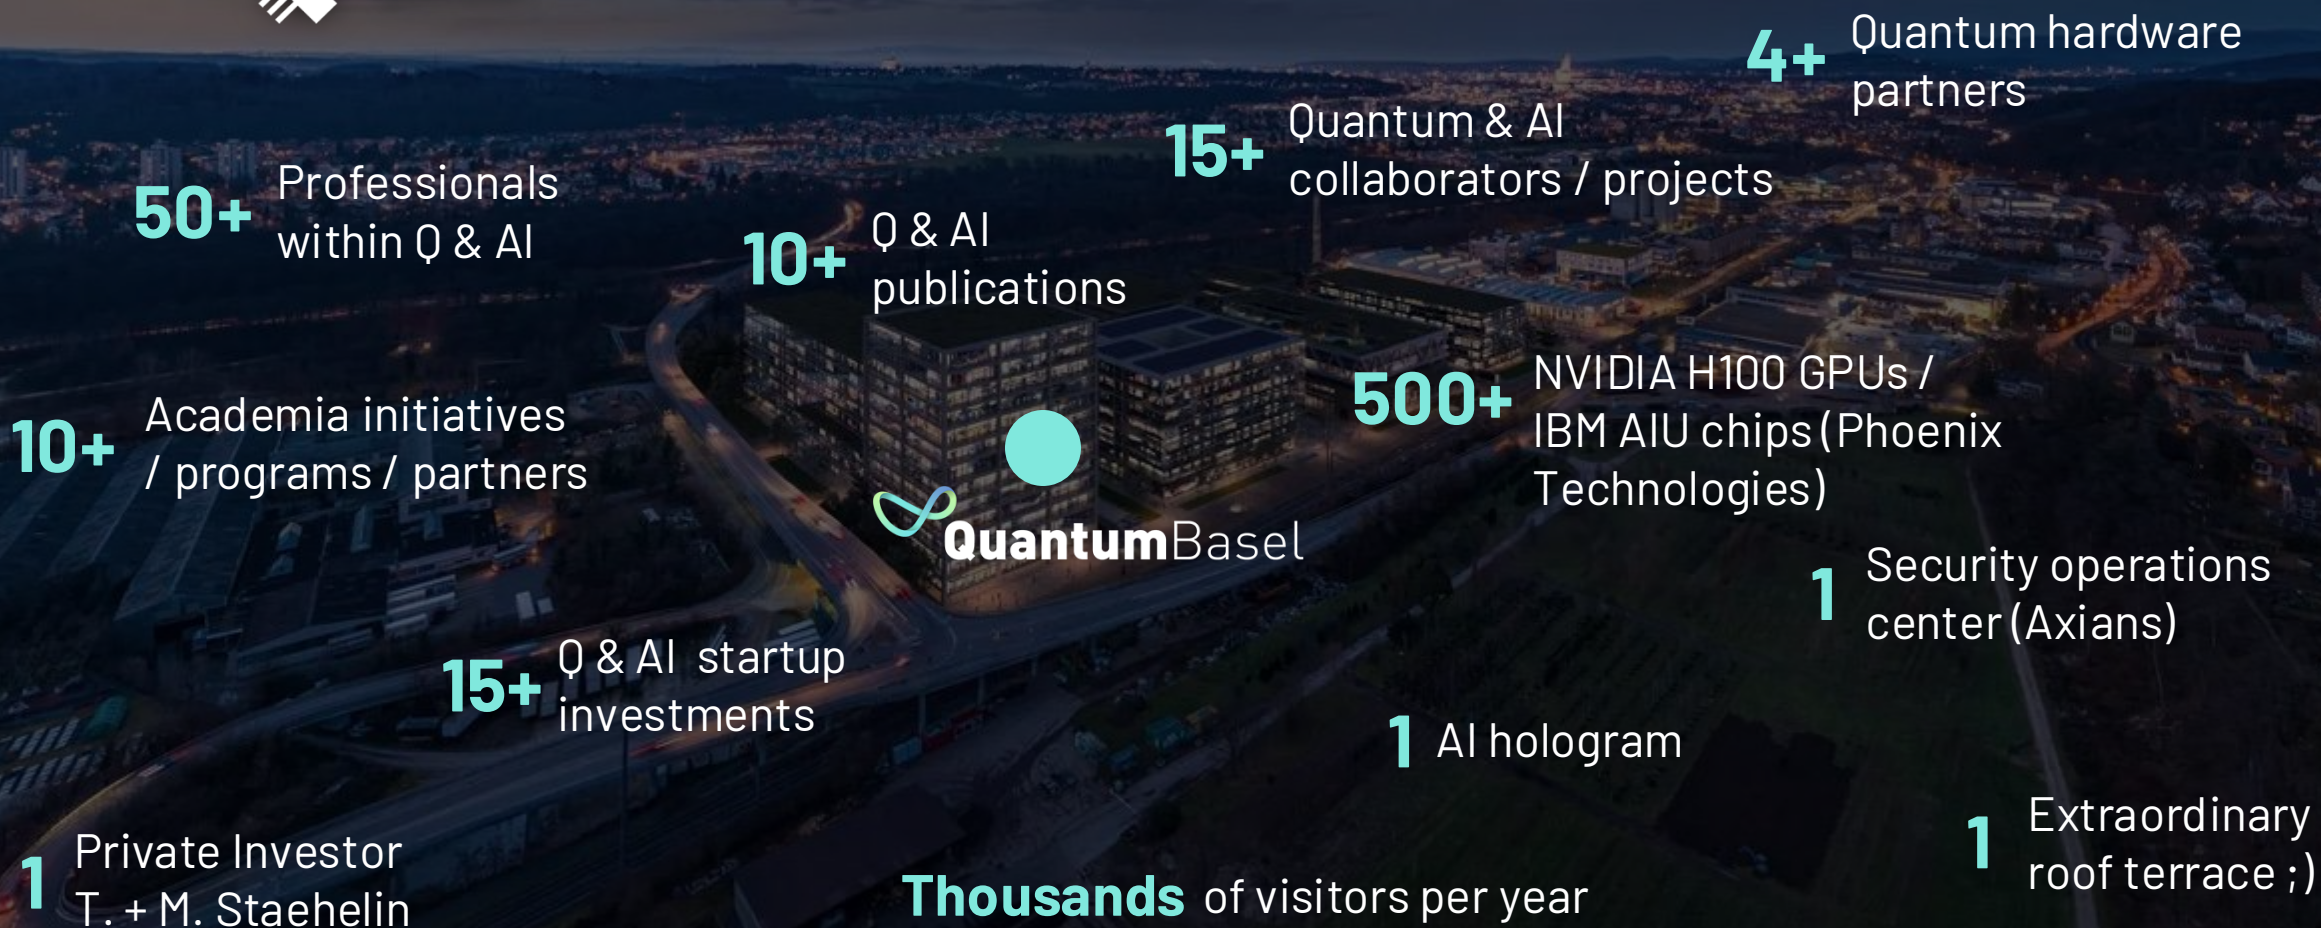 4+ Quantum hardware
partners
15+ Quantum & AI
collaborators / projects
50+ Professionals
within Q & AI
10+ Q & AI
publications
500+ NVIDIA H100 GPUs /
IBM AIU chips (Phoenix
Technologies)
10+ Academia initiatives
/ programs / partners
QuantumBasel
1 Security operations
center (Axians)
15+ Q & AI startup
investments
1 AI hologram
1 Extraordinary
roof terrace ;)
1 Private Investor
T. + M. Staehelin
Thousands of visitors per year